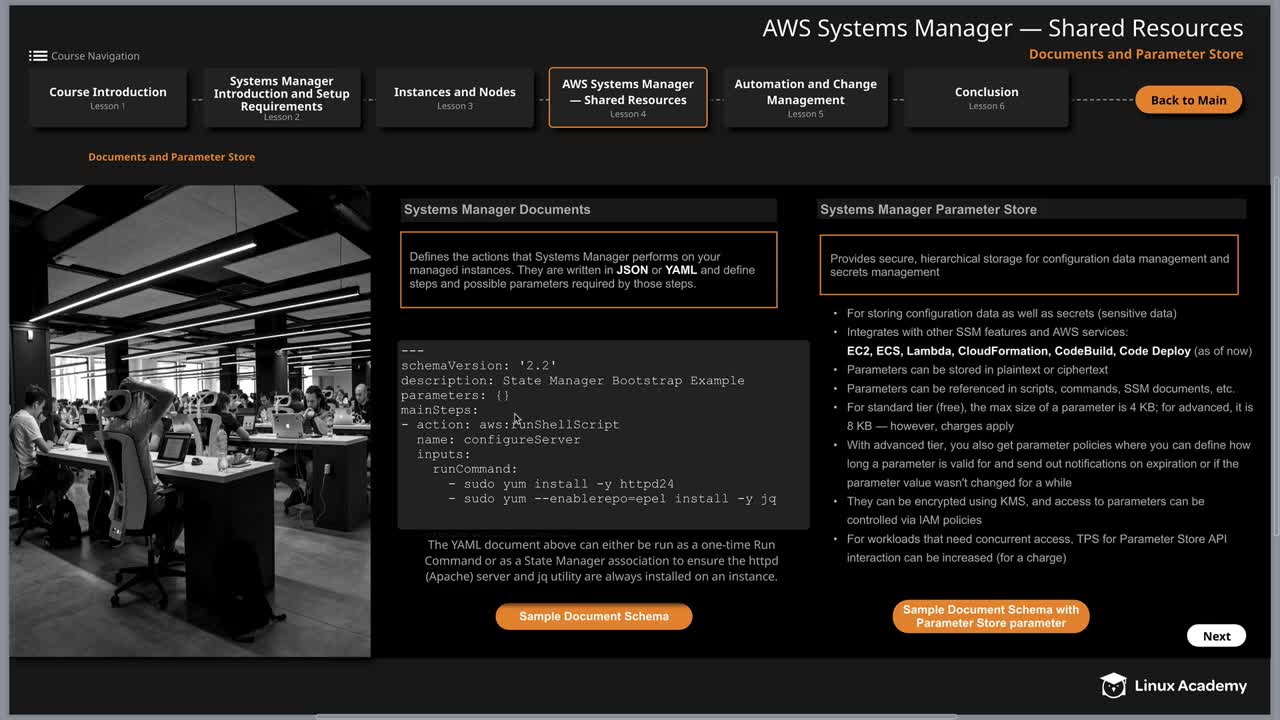 AWS Systems Manager — Shared Resources
Documents and Parameter Store
Course Navigation
Course Introduction
Lesson 1
Systems Manager
Introduction and Setup
Requirements
Lesson 2
Instances and Nodes
Lesson 3
AWS Systems Manager
— Shared Resources
Lesson 4
Automation and Change
Management
Lesson 5
Conclusion
Lesson 6
Back to Main
Documents and Parameter Store
Systems Manager Documents
Defines the actions that Systems Manager performs on your
managed instances. They are written in JSON or YAML and define
steps and possible parameters required by those steps.
---
schemaVersion: '2.2'
description: State Manager Bootstrap Example
parameters: {}
mainSteps:
- action: aws:runShellScript
name: configureServer
inputs:
runCommand:
- sudo yum install -y httpd24
- sudo yum --enablerepo=epel install -y jq
The YAML document above can either be run as a one-time Run
Command or as a State Manager association to ensure the httpd
(Apache) server and jq utility are always installed on an instance.
Sample Document Schema
Systems Manager Parameter Store
Provides secure, hierarchical storage for configuration data management and
secrets management
• For storing configuration data as well as secrets (sensitive data)
• Integrates with other SSM features and AWS services:
EC2, ECS, Lambda, CloudFormation, CodeBuild, Code Deploy (as of now)
• Parameters can be stored in plaintext or ciphertext
• Parameters can be referenced in scripts, commands, SSM documents, etc.
• For standard tier (free), the max size of a parameter is 4 KB; for advanced, it is
8 KB — however, charges apply
• With advanced tier, you also get parameter policies where you can define how
long a parameter is valid for and send out notifications on expiration or if the
parameter value wasn't changed for a while
• They can be encrypted using KMS, and access to parameters can be
controlled via IAM policies
• For workloads that need concurrent access, TPS for Parameter Store API
interaction can be increased (for a charge)
Sample Document Schema with
Parameter Store parameter
Next
Linux Academy